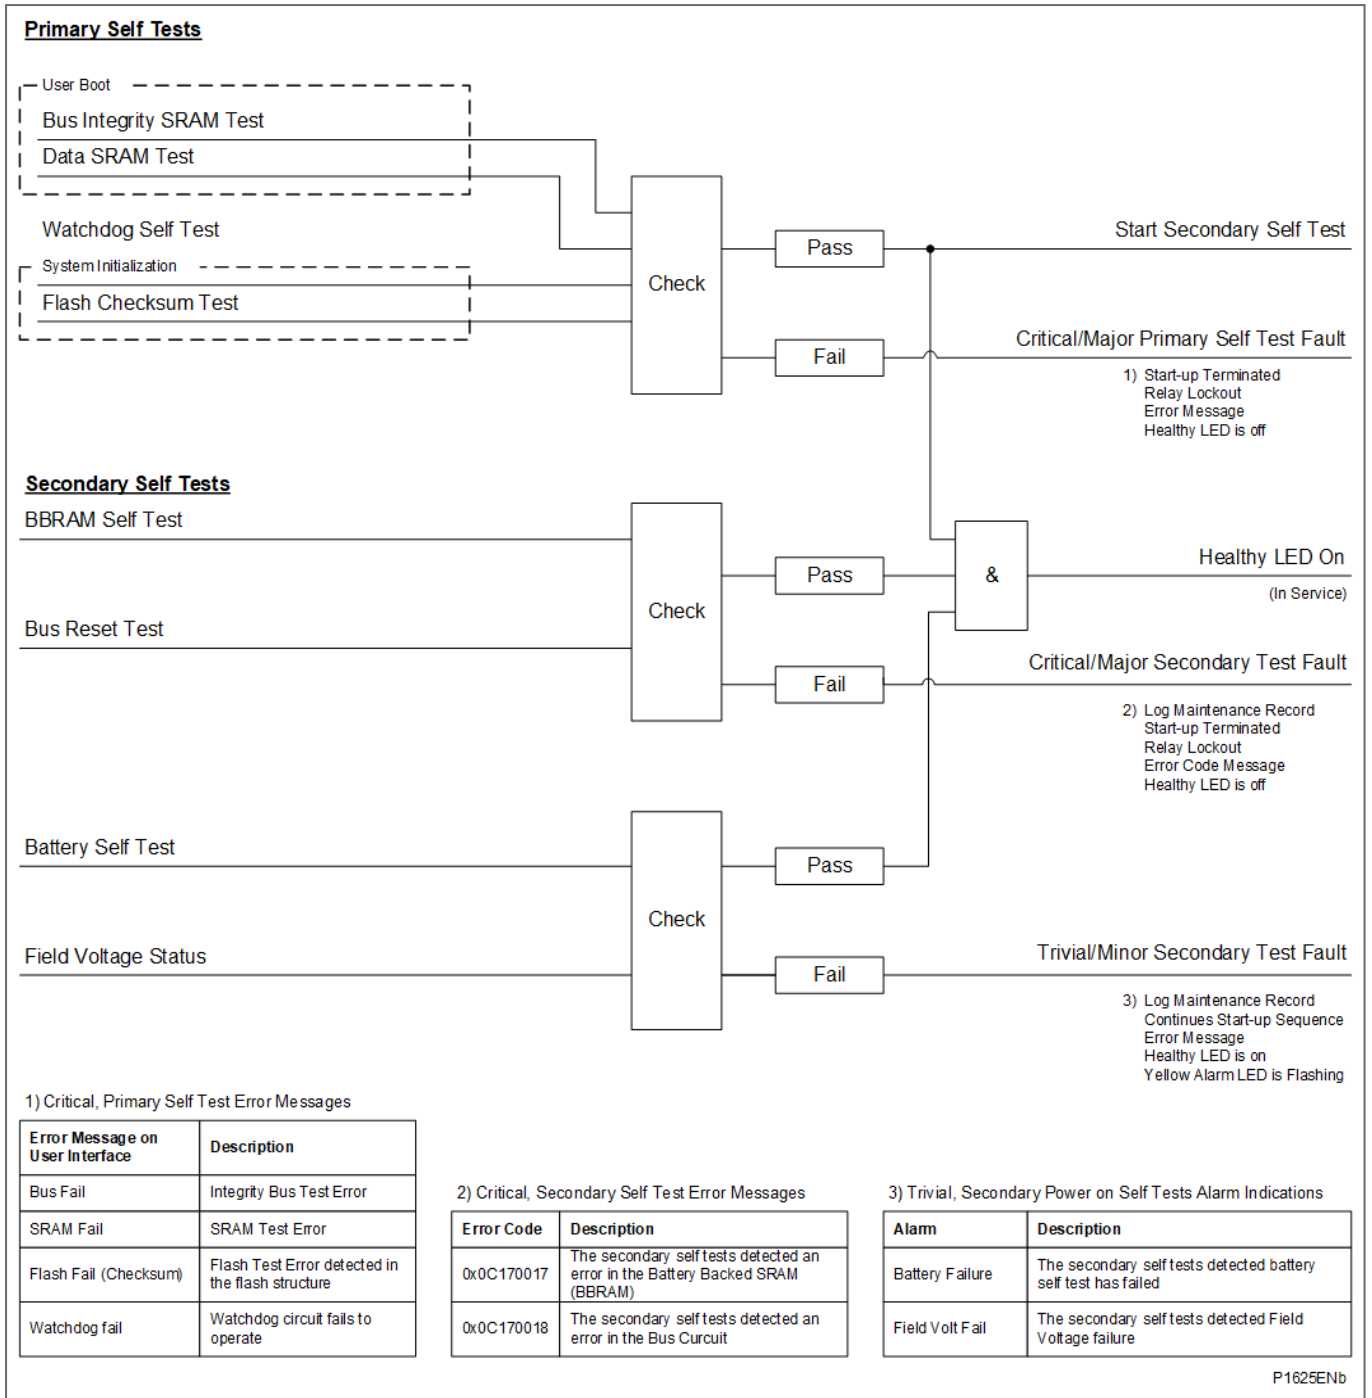 Primary Self Tests
User Boot
Bus Integrity SRAM Test
Data SRAM Test
Watchdog Self Test
System Initialization
Flash Checksum Test
Check
Pass
Fail
Start Secondary Self Test
Critical/Major Primary Self Test Fault
1) Start-up Terminated
Relay Lockout
Error Message
Healthy LED is off
Secondary Self Tests
BBRAM Self Test
Bus Reset Test
Check
Pass
Fail
&
Healthy LED On
(In Service)
Critical/Major Secondary Test Fault
2) Log Maintenance Record
Start-up Terminated
Relay Lockout
Error Code Message
Healthy LED is off
Battery Self Test
Field Voltage Status
Check
Pass
Fail
Trivial/Minor Secondary Test Fault
3) Log Maintenance Record
Continues Start-up Sequence
Error Message
Healthy LED is on
Yellow Alarm LED is Flashing
1) Critical, Primary Self Test Error Messages
Error Message on
User Interface
Description
Bus Fail
Integrity Bus Test Error
SRAM Fail
SRAM Test Error
Flash Fail (Checksum)
Flash Test Error detected in
the flash structure
Watchdog fail
Watchdog circuit fails to
operate
2) Critical, Secondary Self Test Error Messages
Error Code
Description
0x0C170017
The secondary self tests detected an
error in the Battery Backed SRAM
(BBRAM)
0x0C170018
The secondary self tests detected an
error in the Bus Curcuit
3) Trivial, Secondary Power on Self Tests Alarm Indications
Alarm
Description
Battery Failure
The secondary self tests detected battery
self test has failed
Field Volt Fail
The secondary self tests detected Field
Voltage failure
P1625ENb